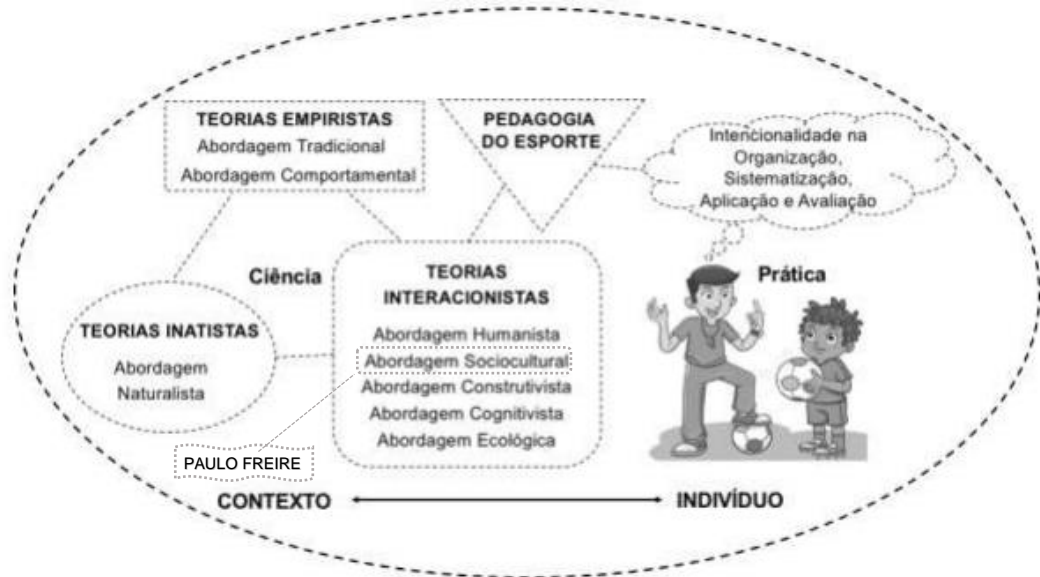 TEORIAS EMPIRISTAS
Abordagem Tradicional
Abordagem Comportamental
PEDAGOGIA
DO ESPORTE
Intencionalidade na
Organização,
Sistematização,
Aplicação e Avaliação
Ciência
TEORIAS
INTERACIONISTAS
Abordagem Humanista
Abordagem Sociocultural
Abordagem Construtivista
Abordagem Cognitivista
Abordagem Ecológica
Prática
TEORIAS INATISTAS
Abordagem
Naturalista
PAULO FREIRE
CONTEXTO
INDIVÍDUO